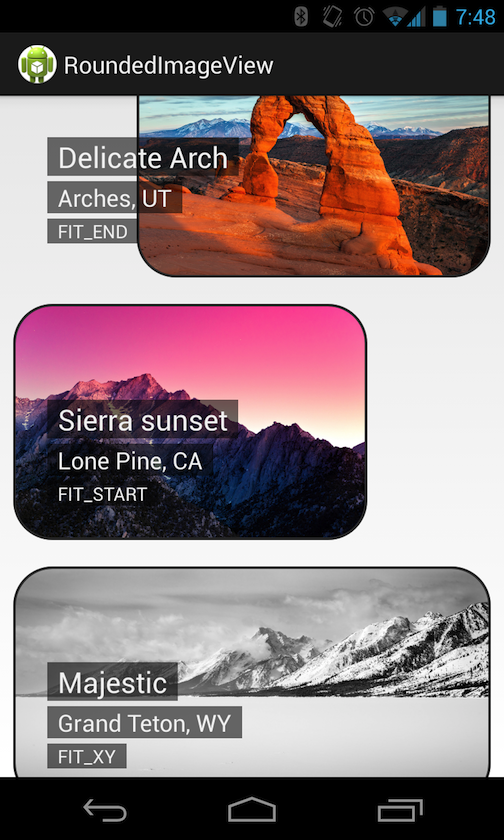 7:48
RoundedImageView
Delicate Arch
Arches, UT
FIT_END
Sierra sunset
Lone Pine, CA
FIT_START
Majestic
Grand Teton, WY
FIT_XY